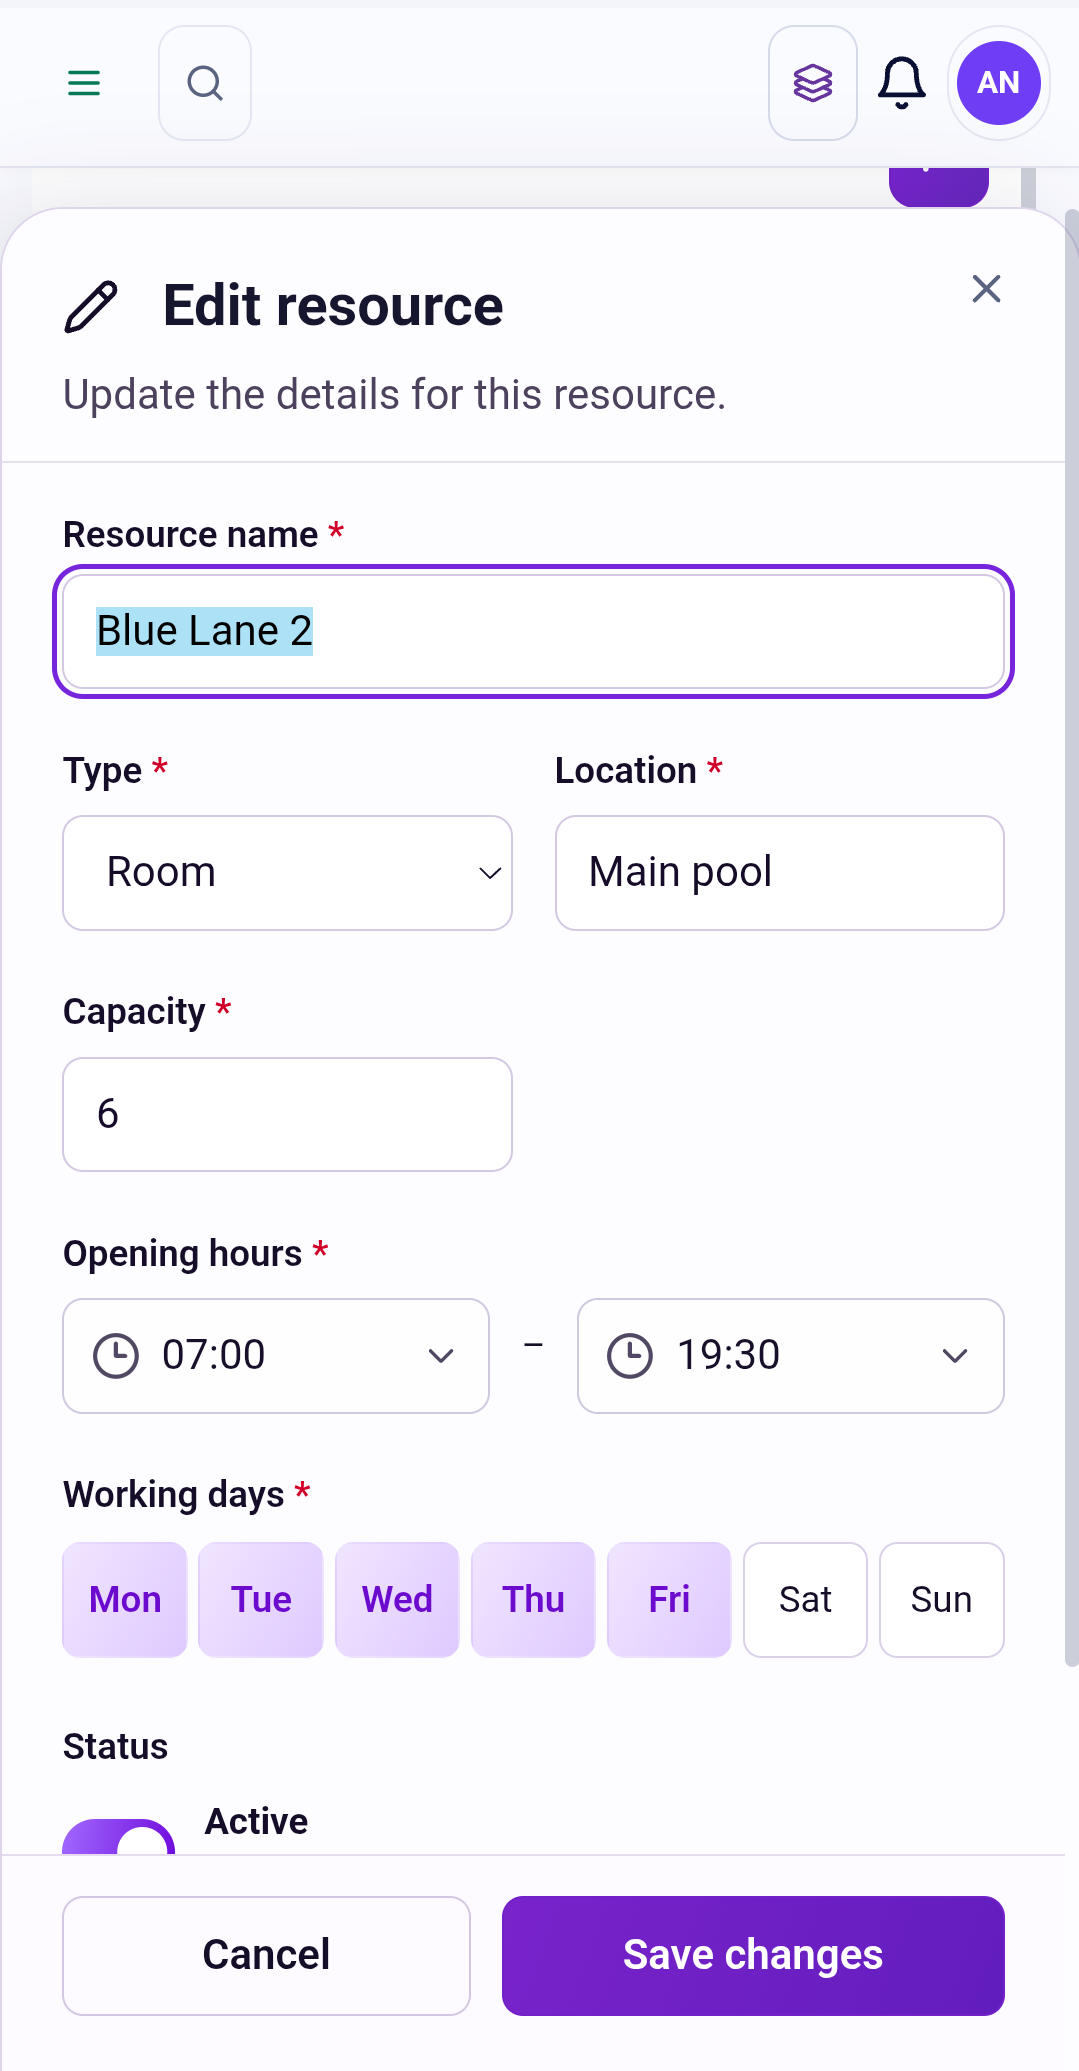 AN
Edit resource
Update the details for this resource.
Resource name *
Blue Lane 2
Type * Location *
Room Main pool
Capacity *
6
Opening hours *
07:00 – 19:30
Working days *
Mon Tue Wed Thu Fri Sat Sun
Status
Active
Cancel Save changes